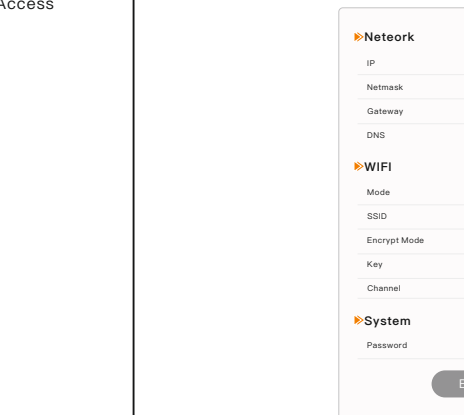 Access
Neteork
IP
Netmask
Gateway
DNS
WIFI
Mode
SSID
Encrypt Mode
Key
Channel
System
Password